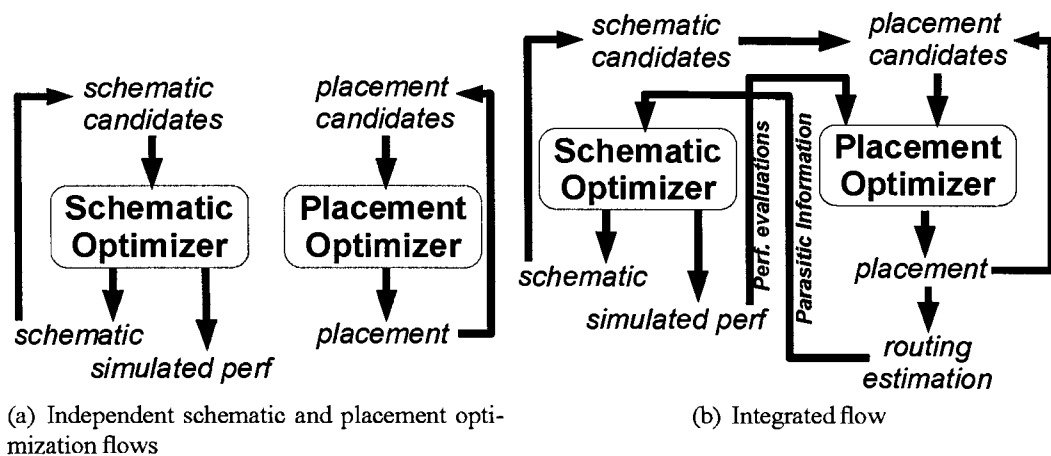 schematic
candidates
placement
candidates
Schematic
Optimizer
Placement
Optimizer
schematic
simulated perf
placement
(a) Independent schematic and placement opti-
mization flows
schematic
candidates
placement
candidates
Schematic
Optimizer
Perf. evaluations
Parasitic Information
Placement
Optimizer
schematic
simulated perf
placement
routing
estimation
(b) Integrated flow